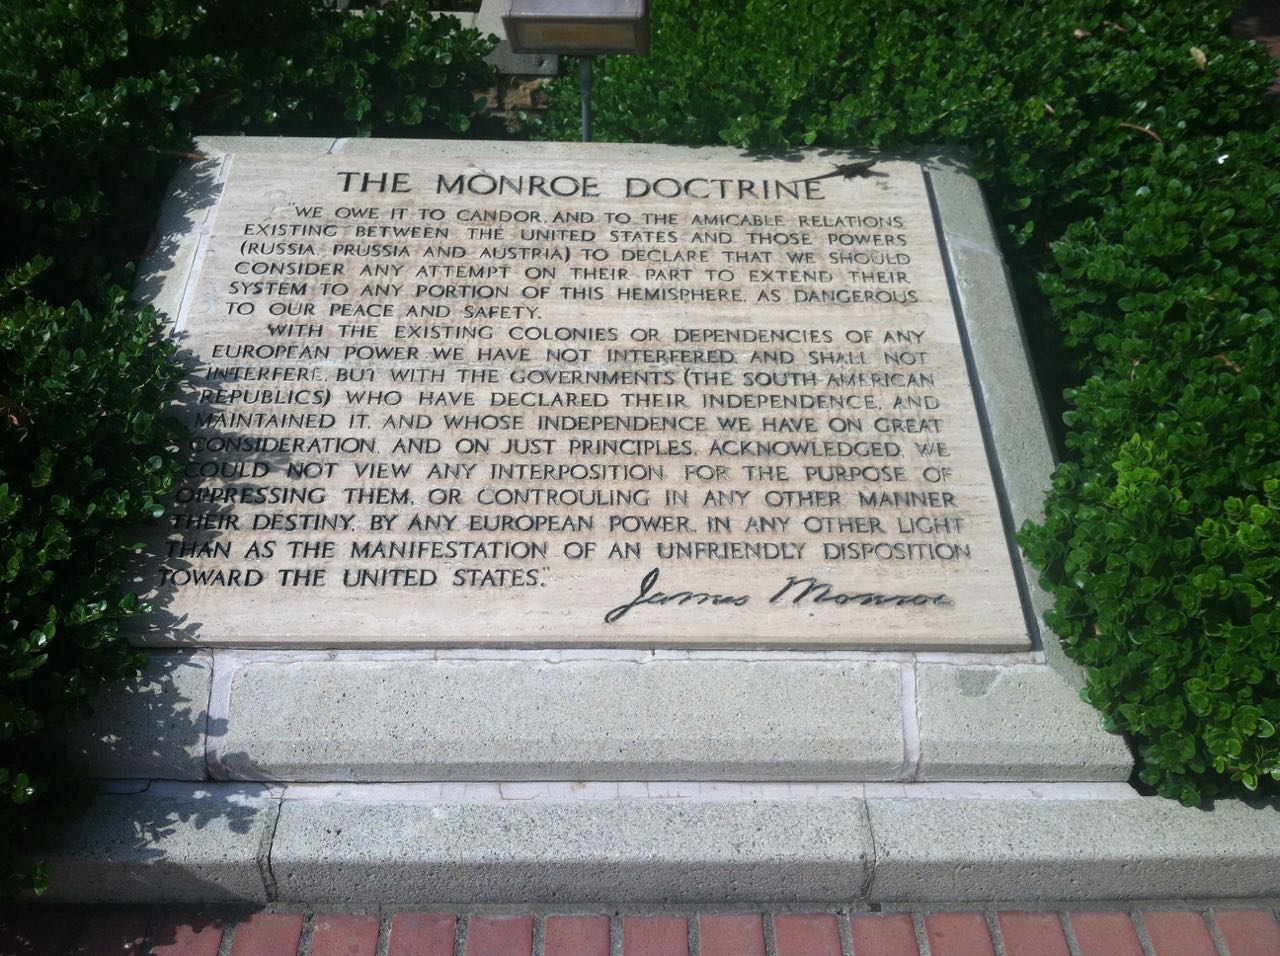 THE MONROE DOCTRINE
"WE OWE IT TO CANDOR, AND TO THE AMICABLE RELATIONS
EXISTING BETWEEN THE UNITED STATES AND THOSE POWERS
(RUSSIA, PRUSSIA AND AUSTRIA) TO DECLARE THAT WE SHOULD
CONSIDER ANY ATTEMPT ON THEIR PART TO EXTEND THEIR
SYSTEM TO ANY PORTION OF THIS HEMISPHERE, AS DANGEROUS
TO OUR PEACE AND SAFETY.
WITH THE EXISTING COLONIES OR DEPENDENCIES OF ANY
EUROPEAN POWER WE HAVE NOT INTERFERED, AND SHALL NOT
INTERFERE, BUT WITH THE GOVERNMENTS (THE SOUTH AMERICAN
REPUBLICS) WHO HAVE DECLARED THEIR INDEPENDENCE, AND
MAINTAINED IT, AND WHOSE INDEPENDENCE WE HAVE ON GREAT
CONSIDERATION, AND ON JUST PRINCIPLES, ACKNOWLEDGED, WE
COULD NOT VIEW ANY INTERPOSITION FOR THE PURPOSE OF
OPPRESSING THEM, OR CONTROULING IN ANY OTHER MANNER
THEIR DESTINY, BY ANY EUROPEAN POWER, IN ANY OTHER LIGHT
THAN AS THE MANIFESTATION OF AN UNFRIENDLY DISPOSITION
TOWARD THE UNITED STATES."
James Monroe